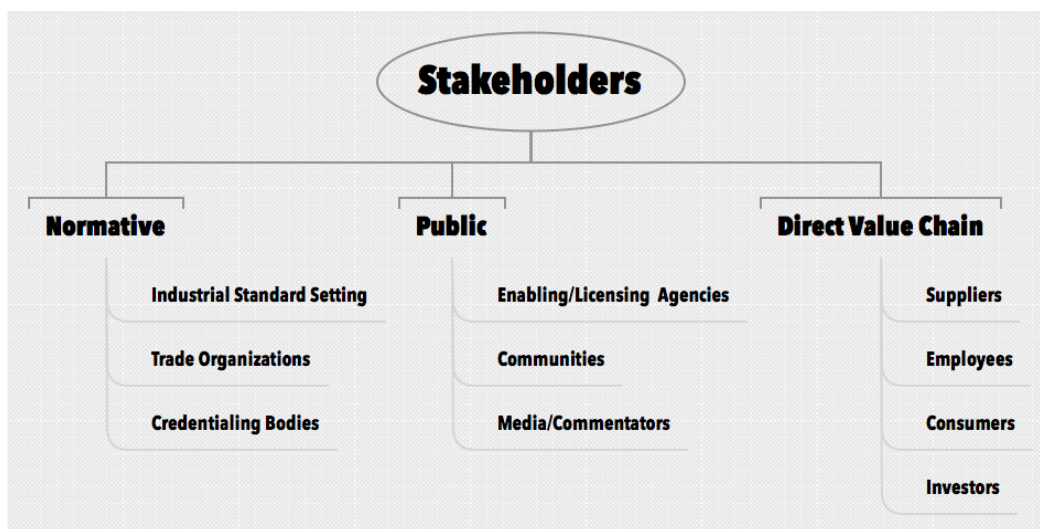 Stakeholders
Normative
Industrial Standard Setting
Trade Organizations
Credentialing Bodies
Public
Enabling/Licensing Agencies
Communities
Media/Commentators
Direct Value Chain
Suppliers
Employees
Consumers
Investors